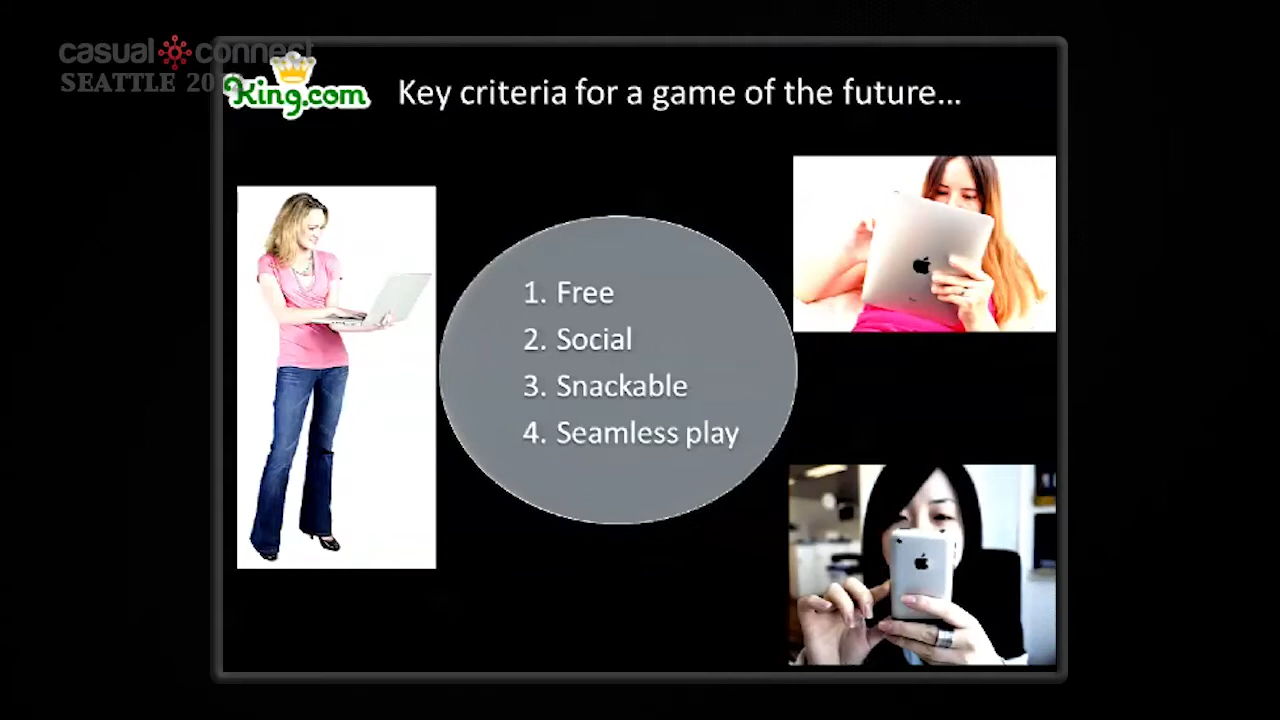 casual connect
SEATTLE
King.com
Key criteria for a game of the future...
1. Free
2. Social
3. Snackable
4. Seamless play